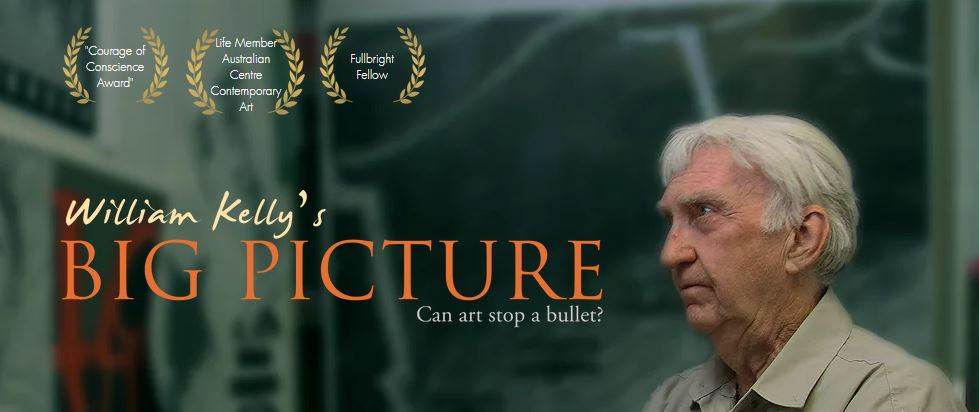 "Courage of
Conscience
Award"
Life Member
Australian
Centre
Contemporary
Art
Fullbright
Fellow
William Kelly's
BIG PICTURE
Can art stop a bullet?